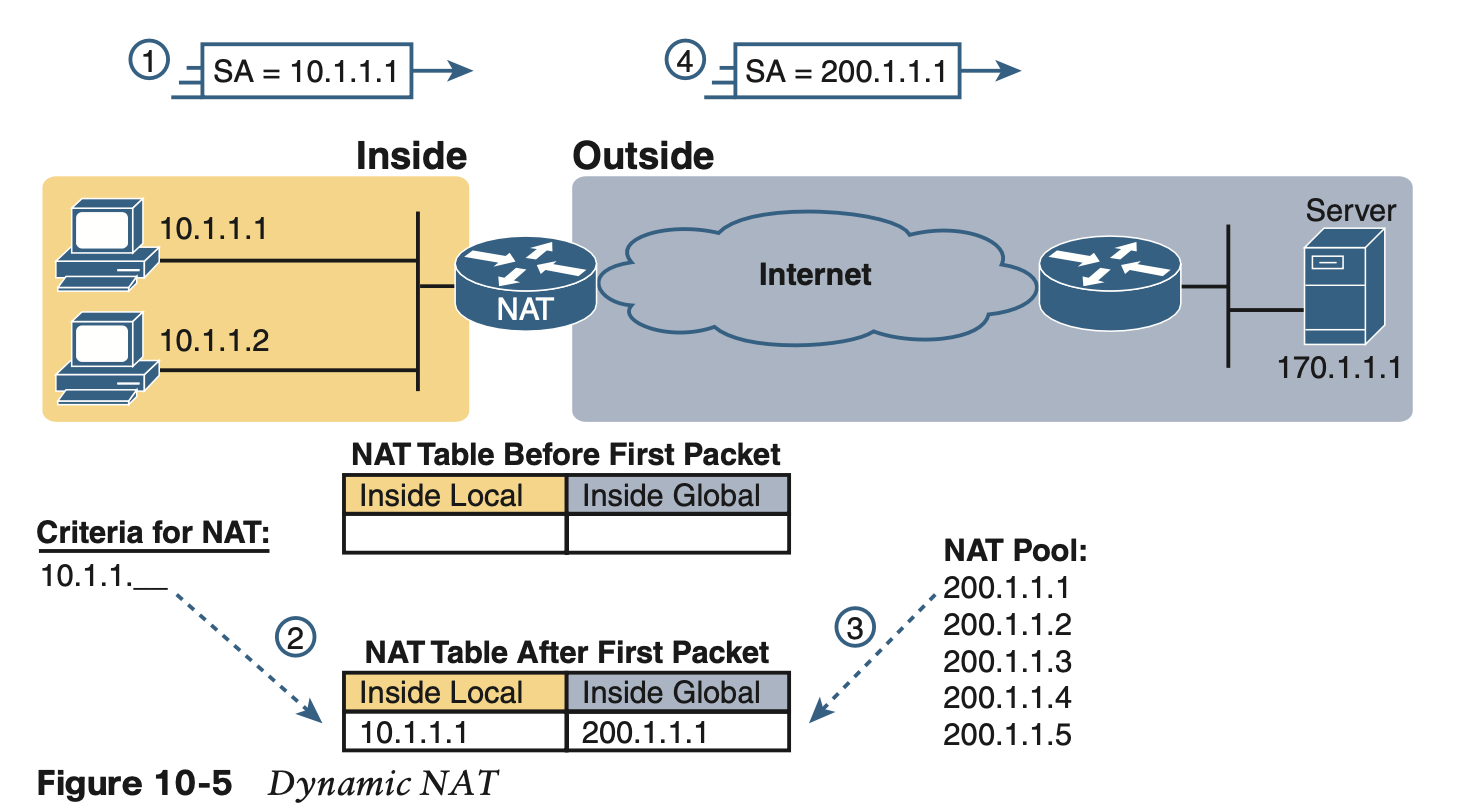 1 SA = 10.1.1.1
4 SA = 200.1.1.1
Inside
Outside
10.1.1.1
10.1.1.2
NAT
Internet
Server
170.1.1.1
NAT Table Before First Packet
Inside Local Inside Global
Criteria for NAT:
10.1.1.__
NAT Pool:
200.1.1.1
200.1.1.2
200.1.1.3
200.1.1.4
200.1.1.5
2
3
NAT Table After First Packet
Inside Local Inside Global
10.1.1.1 200.1.1.1
Figure 10-5 Dynamic NAT